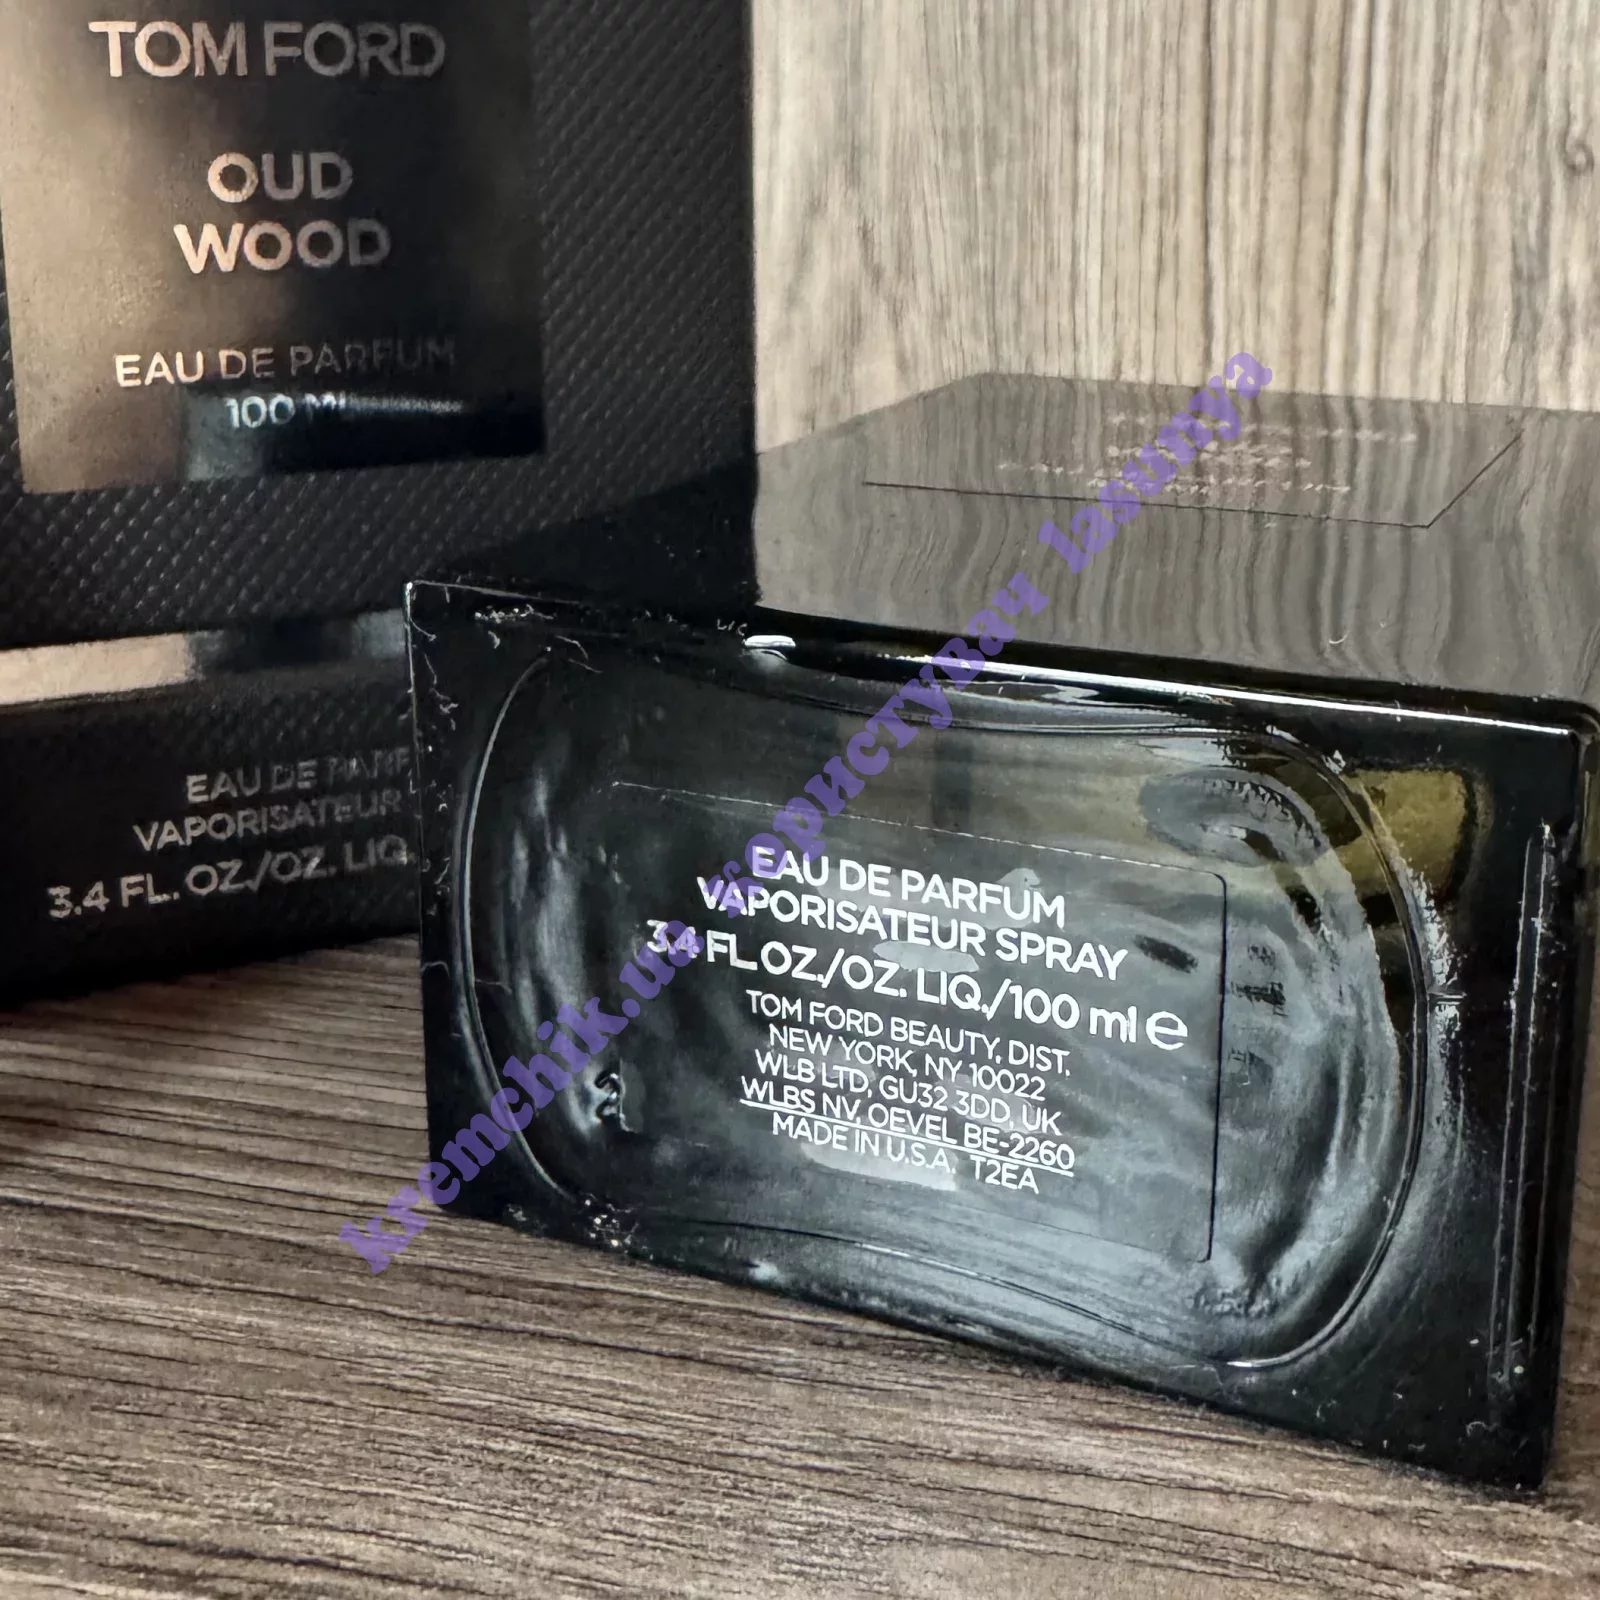 TOM FORD
OUD
WOOD
EAU DE PARFUM
100 ML
EAU DE PARF
VAPORISATEUR
3.4 FL. OZ./OZ. LIQ.
EAU DE PARFUM
VAPORISATEUR SPRAY
3.4 FL OZ./OZ. LIQ./100 ml e
TOM FORD BEAUTY, DIST.
NEW YORK, NY 10022
WLB LTD, GU32 3DD, UK
WLBS NV, OEVEL BE-2260
MADE IN U.S.A. T2EA
kremchik.ua користувач lasunya